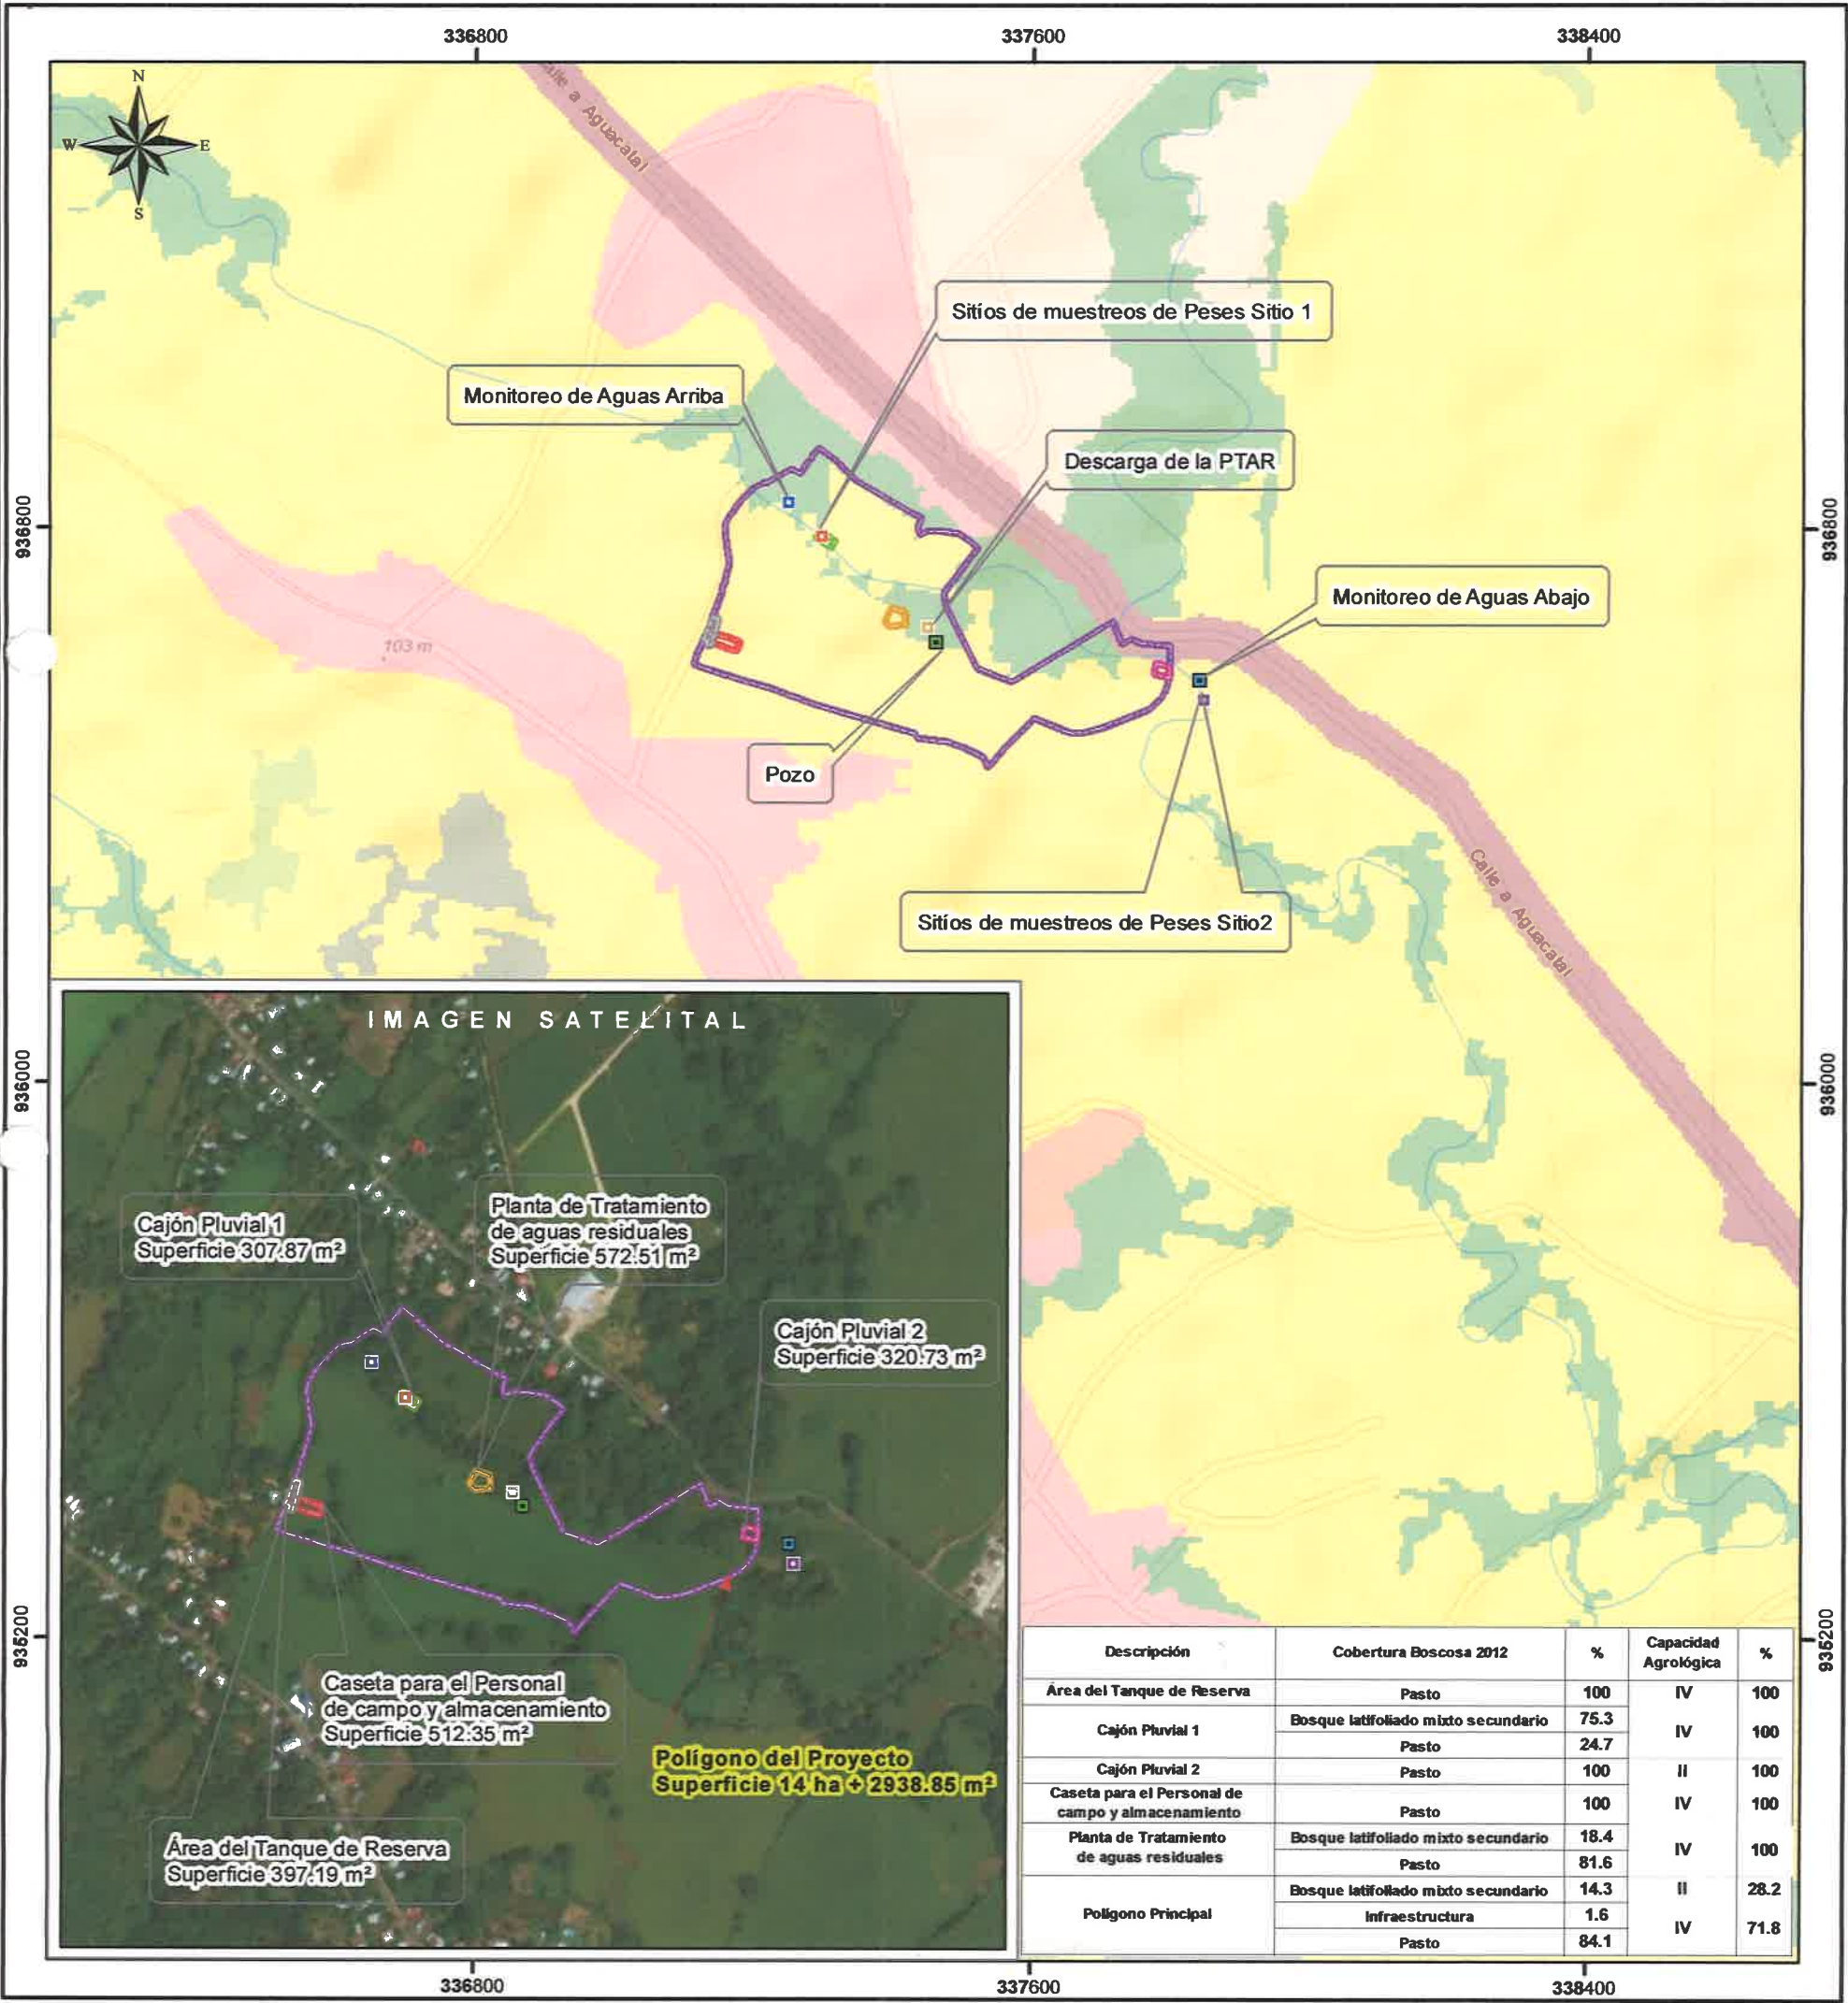 336800
337600
338400
N
W
E
S
Calle a Aguacatal
Sitíos de muestreos de Peses Sitio 1
Monitoreo de Aguas Arriba
Descarga de la PTAR
936800
936800
Monitoreo de Aguas Abajo
103 m
Pozo
Calle a Aguacatal
Sitíos de muestreos de Peses Sitio2
IMAGEN SATELITAL
936000
936000
Cajón Pluvial 1
Superficie 307.87 m²
Planta de Tratamiento
de aguas residuales
Superficie 572.51 m²
Cajón Pluvial 2
Superficie 320.73 m²
Caseta para el Personal
de campo y almacenamiento
Superficie 512.35 m²
Polígono del Proyecto
Superficie 14 ha + 2938.85 m²
Área del Tanque de Reserva
Superficie 397.19 m²
935200
935200
Descripción Cobertura Boscosa 2012 % Capacidad Agrológica %
Área del Tanque de Reserva Pasto 100 IV 100
Cajón Pluvial 1 Bosque latifoliado mixto secundario 75.3 IV 100
Pasto 24.7
Cajón Pluvial 2 Pasto 100 II 100
Caseta para el Personal de
campo y almacenamiento Pasto 100 IV 100
Planta de Tratamiento
de aguas residuales Bosque latifoliado mixto secundario 18.4 IV 100
Pasto 81.6
Polígono Principal Bosque latifoliado mixto secundario 14.3 II 28.2
Infraestructura 1.6 IV 71.8
Pasto 84.1
336800
337600
338400